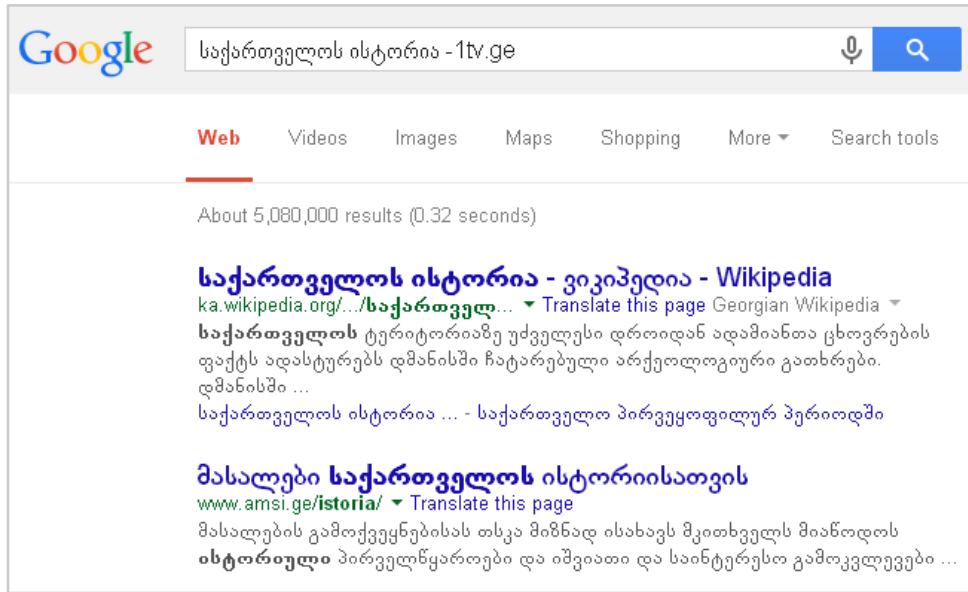 Google საქართველოს ისტორია -1tv.ge
Web Videos Images Maps Shopping More Search tools
About 5,080,000 results (0.32 seconds)
საქართველოს ისტორია - ვიკიპედია - Wikipedia
ka.wikipedia.org/.../საქართველ... Translate this page Georgian Wikipedia
საქართველოს ტერიტორიაზე უძველესი დროიდან ადამიანთა ცხოვრების
ფაქტს ადასტურებს დმანისში ჩატარებული არქეოლოგიური გათხრები.
დმანისში ...
საქართველოს ისტორია ... - საქართველო პირველყოფილურ პერიოდში
მასალები საქართველოს ისტორიისათვის
www.amsi.ge/istoria/ Translate this page
მასალების გამოქვეყნებისას თსკა მიზნად ისახავს მკითხველს მიაწოდოს
ისტორიული პირველწყაროები და იშვიათი და საინტერესო გამოკვლევები ...